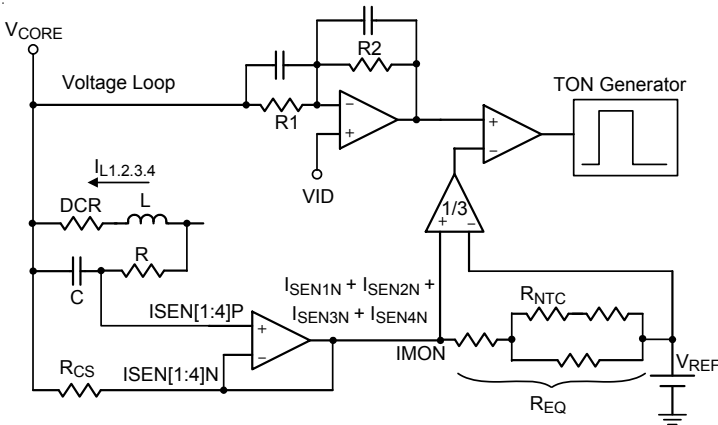 VCORE
Voltage Loop
R2
R1
TON Generator
VID
IL1.2.3.4
DCR
L
R
C
1/3
ISEN1N + ISEN2N +
ISEN3N + ISEN4N
ISEN[1:4]P
RNTC
IMON
RCS
ISEN[1:4]N
VREF
REQ